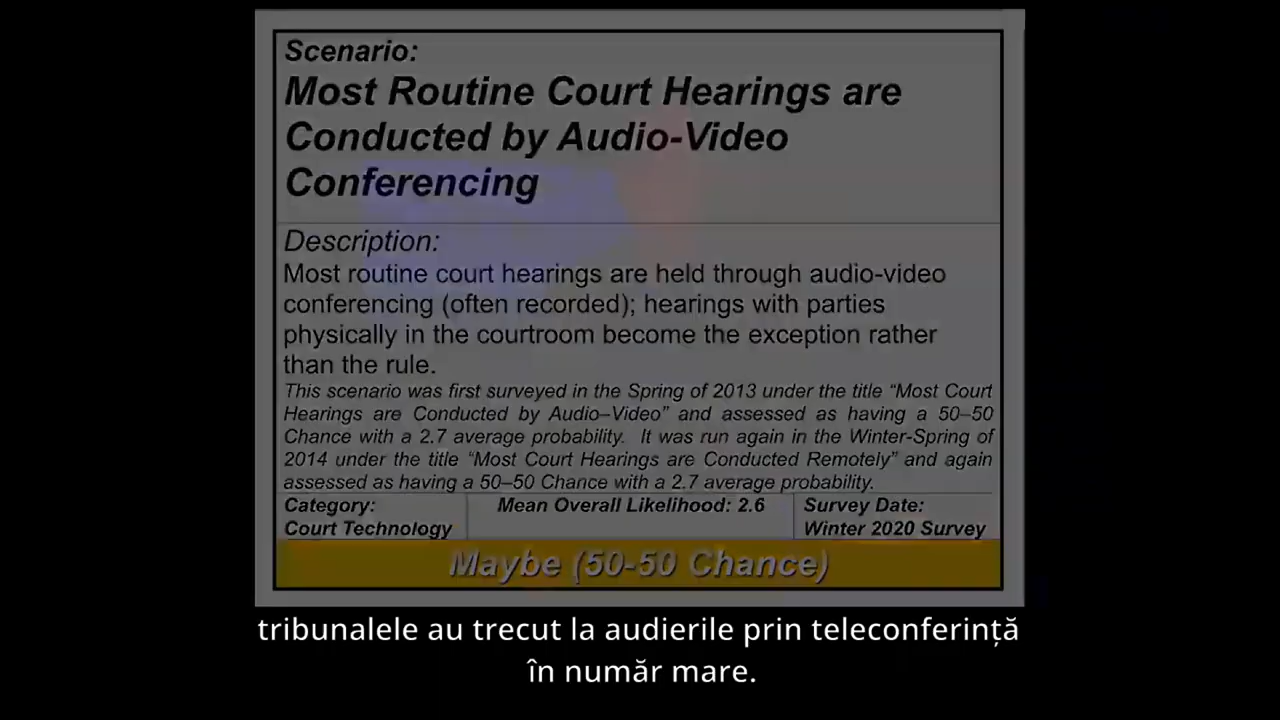 Scenario:
Most Routine Court Hearings are
Conducted by Audio-Video
Conferencing
Description:
Most routine court hearings are held through audio-video
conferencing (often recorded); hearings with parties
physically in the courtroom become the exception rather
than the rule.
This scenario was first surveyed in the Spring of 2013 under the title “Most Court
Hearings are Conducted by Audio–Video” and assessed as having a 50–50
Chance with a 2.7 average probability. It was run again in the Winter-Spring of
2014 under the title “Most Court Hearings are Conducted Remotely” and again
assessed as having a 50–50 Chance with a 2.7 average probability.
Category:
Court Technology
Mean Overall Likelihood: 2.6
Survey Date:
Winter 2020 Survey
Maybe (50-50 Chance)
tribunalele au trecut la audierile prin teleconferință
în număr mare.